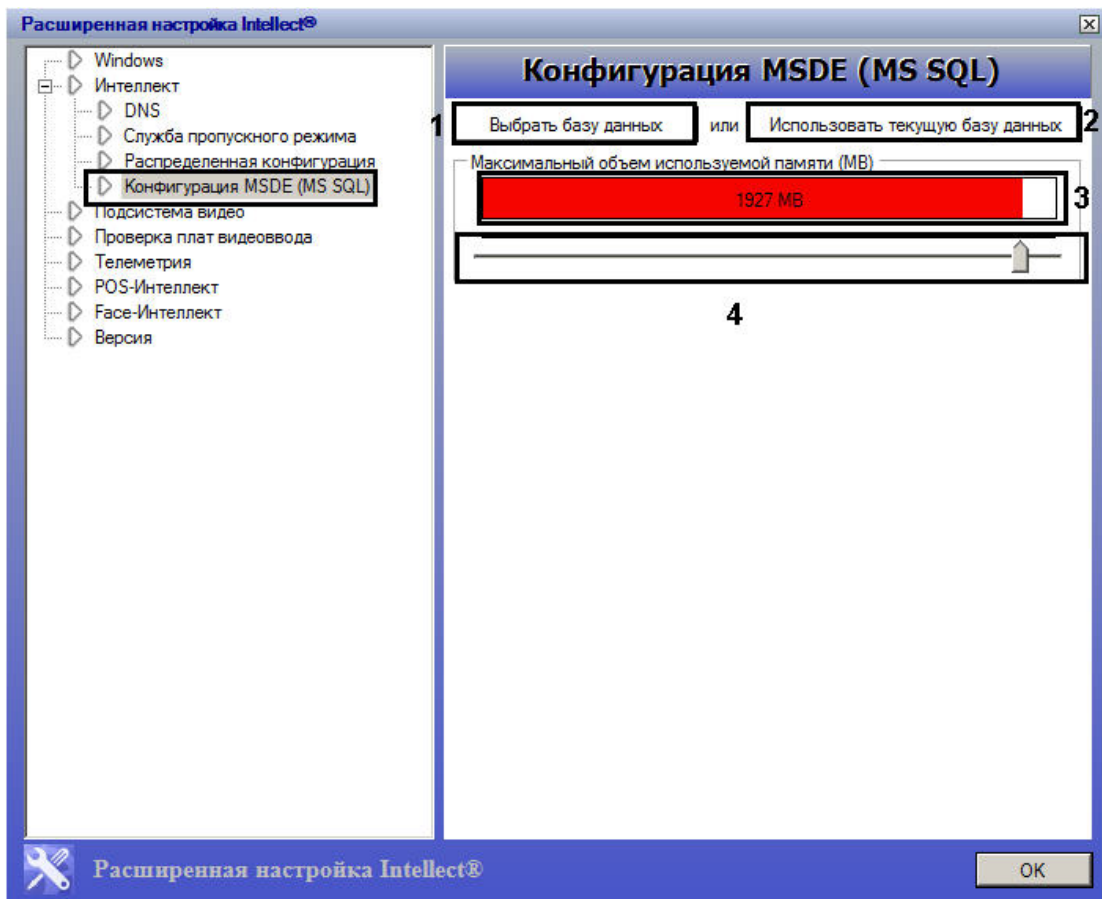 Расширенная настройка Intellect®
Windows
Интеллект
DNS
Служба пропускного режима
Распределенная конфигурация
Конфигурация MSDE (MS SQL)
Подсистема видео
Проверка плат видеоввода
Телеметрия
POS-Интеллект
Face-Интеллект
Версия
Конфигурация MSDE (MS SQL)
1 Выбрать базу данных или Использовать текущую базу данных 2
Максимальный объем используемой памяти (MB)
1927 MB 3
4
Расширенная настройка Intellect®
OK